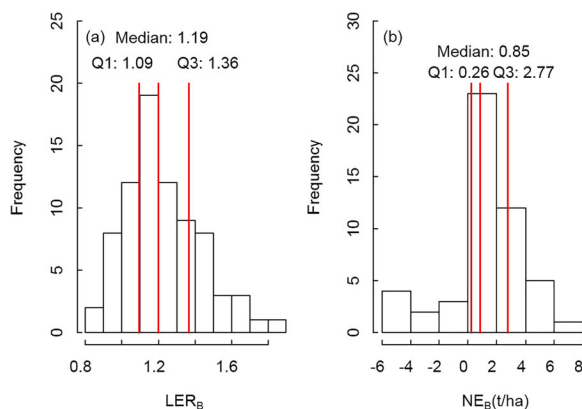 (a) Median: 1.19
Q1: 1.09 Q3: 1.36
25
20
15
10
5
0
Frequency
0.8 1.2 1.6
LER_B
(b)
Median: 0.85
Q1: 0.26 Q3: 2.77
30
25
20
15
10
5
0
Frequency
-6 -4 -2 0 2 4 6 8
NE_B(t/ha)